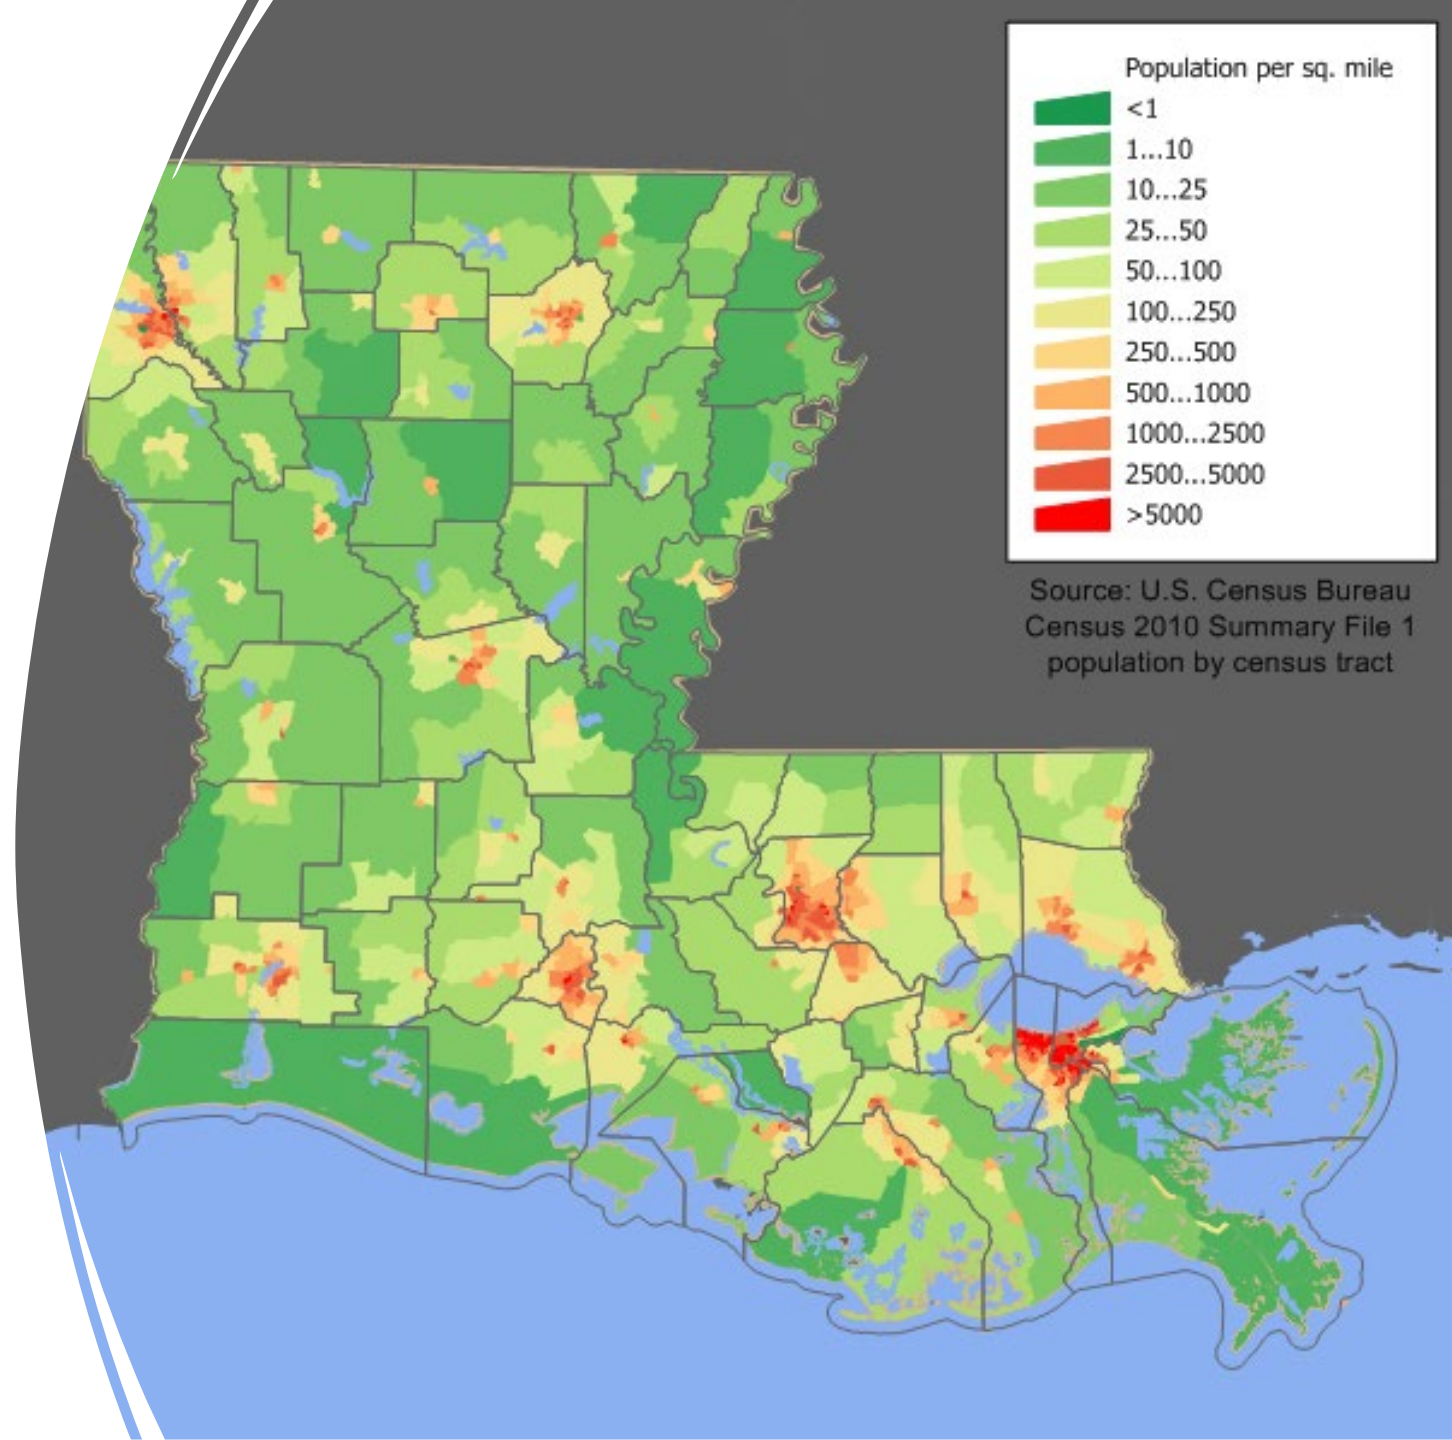 Population per sq. mile
<1
1...10
10...25
25...50
50...100
100...250
250...500
500...1000
1000...2500
2500...5000
>5000
Source: U.S. Census Bureau
Census 2010 Summary File 1
population by census tract